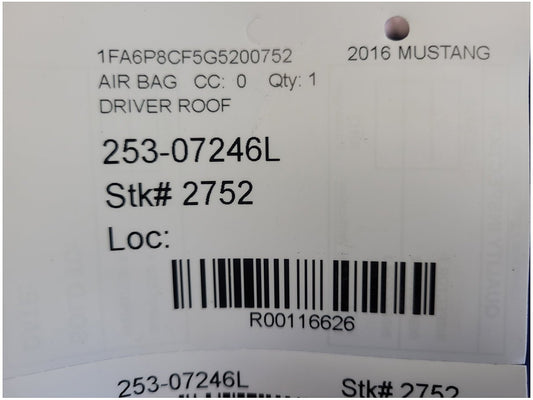 1FA6P8CF5G5200752 2016 MUSTANG
AIR BAG CC: 0 Qty: 1
DRIVER ROOF
253-07246L
Stk# 2752
Loc:
R00116626
253-07246L Stk# 2752